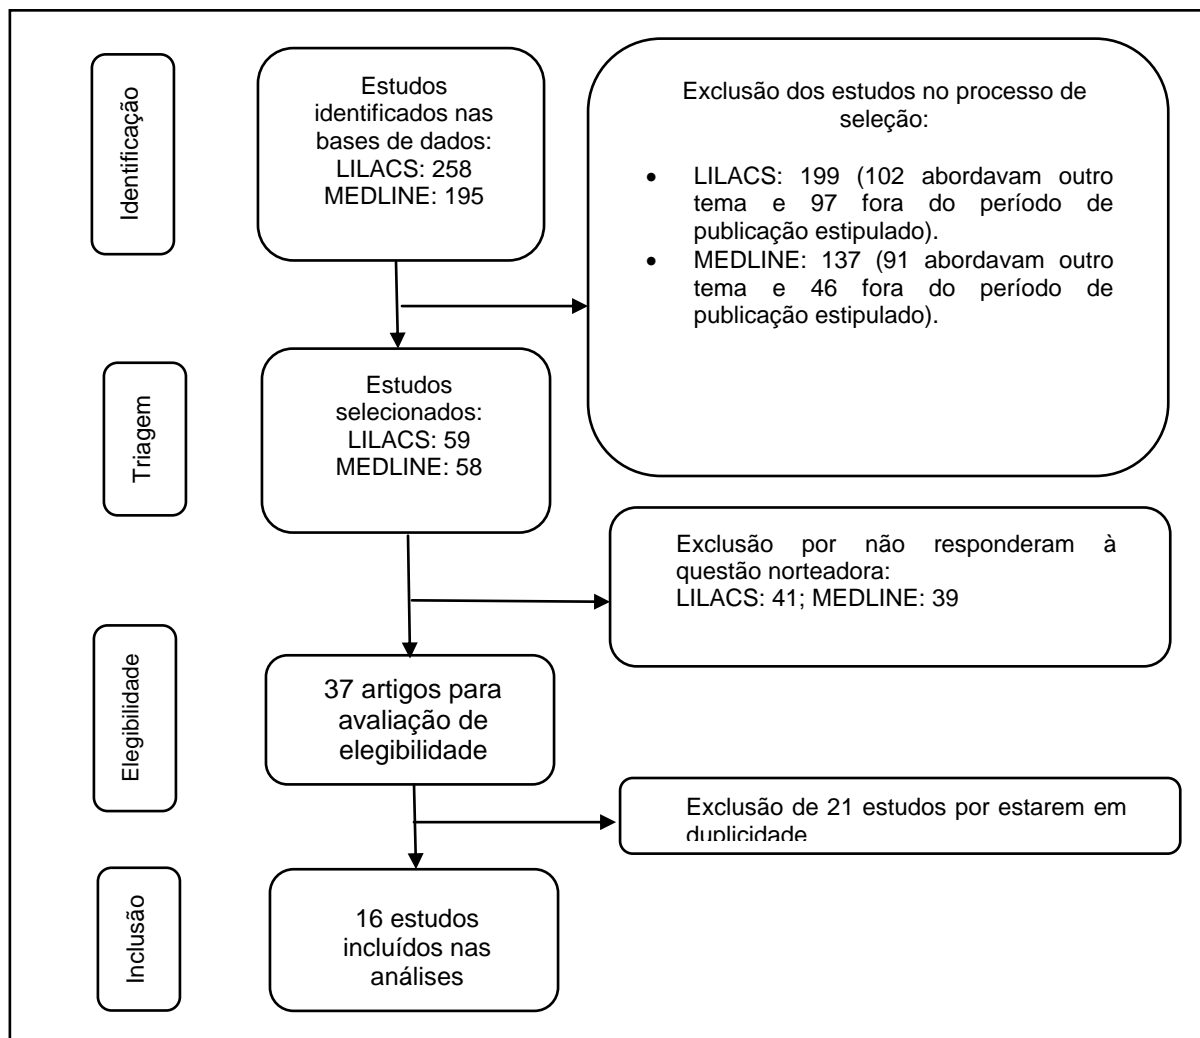 Identificação
Estudos
identificados nas
bases de dados:
LILACS: 258
MEDLINE: 195
Exclusão dos estudos no processo de
seleção:
• LILACS: 199 (102 abordavam outro
tema e 97 fora do período de
publicação estipulado).
• MEDLINE: 137 (91 abordavam outro
tema e 46 fora do período de
publicação estipulado).
Triagem
Estudos
selecionados:
LILACS: 59
MEDLINE: 58
Exclusão por não responderam à
questão norteadora:
LILACS: 41; MEDLINE: 39
Elegibilidade
37 artigos para
avaliação de
elegibilidade
Exclusão de 21 estudos por estarem em
duplicidade
Inclusão
16 estudos
incluídos nas
análises